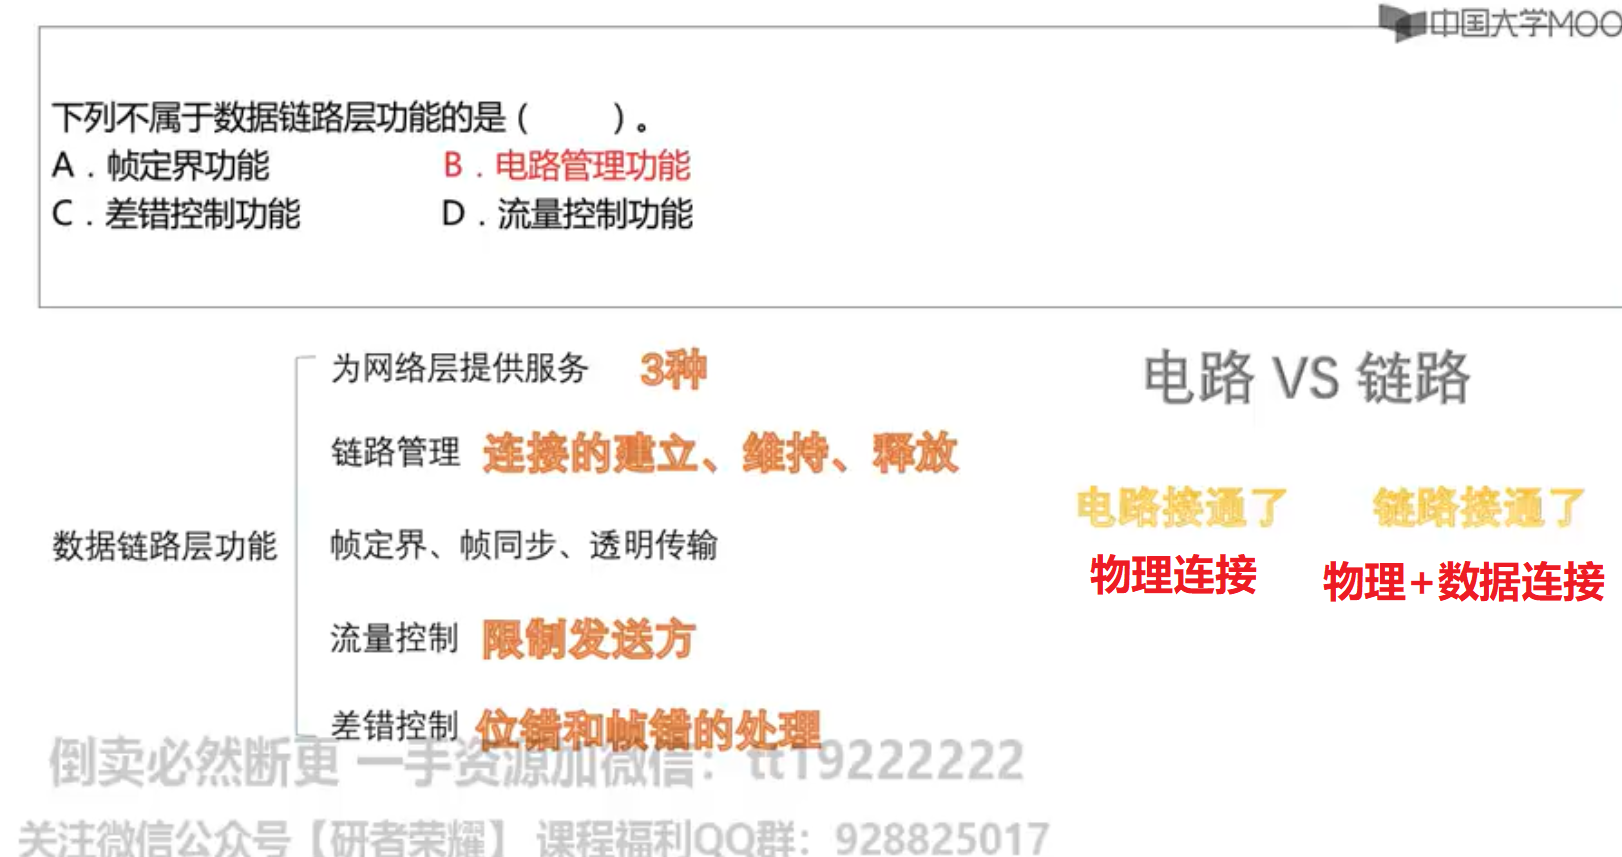 中国大学MOO
下列不属于数据链路层功能的是（　　）。
A．帧定界功能　　B．电路管理功能
C．差错控制功能　　D．流量控制功能
为网络层提供服务 3种
链路管理 连接的建立、维持、释放
数据链路层功能
帧定界、帧同步、透明传输
流量控制 限制发送方
差错控制 位错和帧错的处理
电路 VS 链路
电路接通了 链路接通了
物理连接 物理+数据连接
倒卖必然断更 一手资源加微信：tt19222222
关注微信公众号【研者荣耀】 课程福利QQ群：928825017